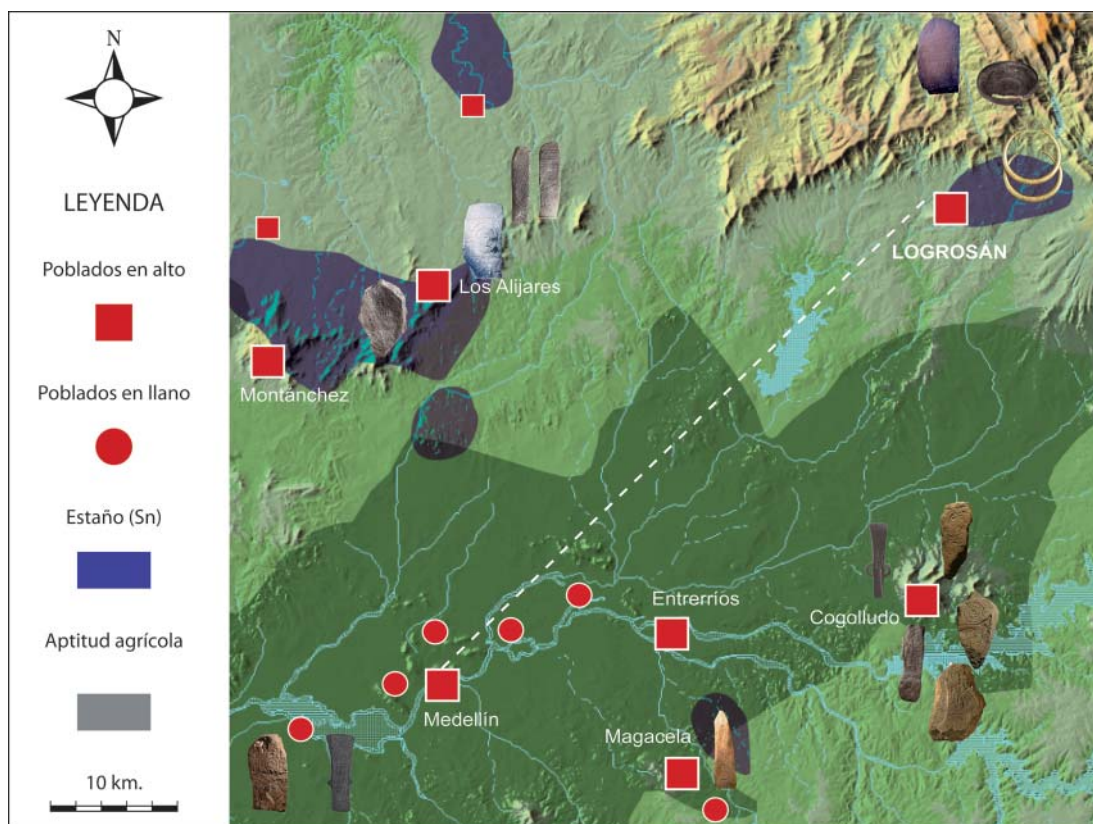 N
LEYENDA
Poblados en alto
Poblados en llano
Estaño (Sn)
Aptitud agrícola
10 km.
LOGROSÁN
Los Alijares
Montánchez
Entrerríos
Cogolludo
Medellín
Magacela